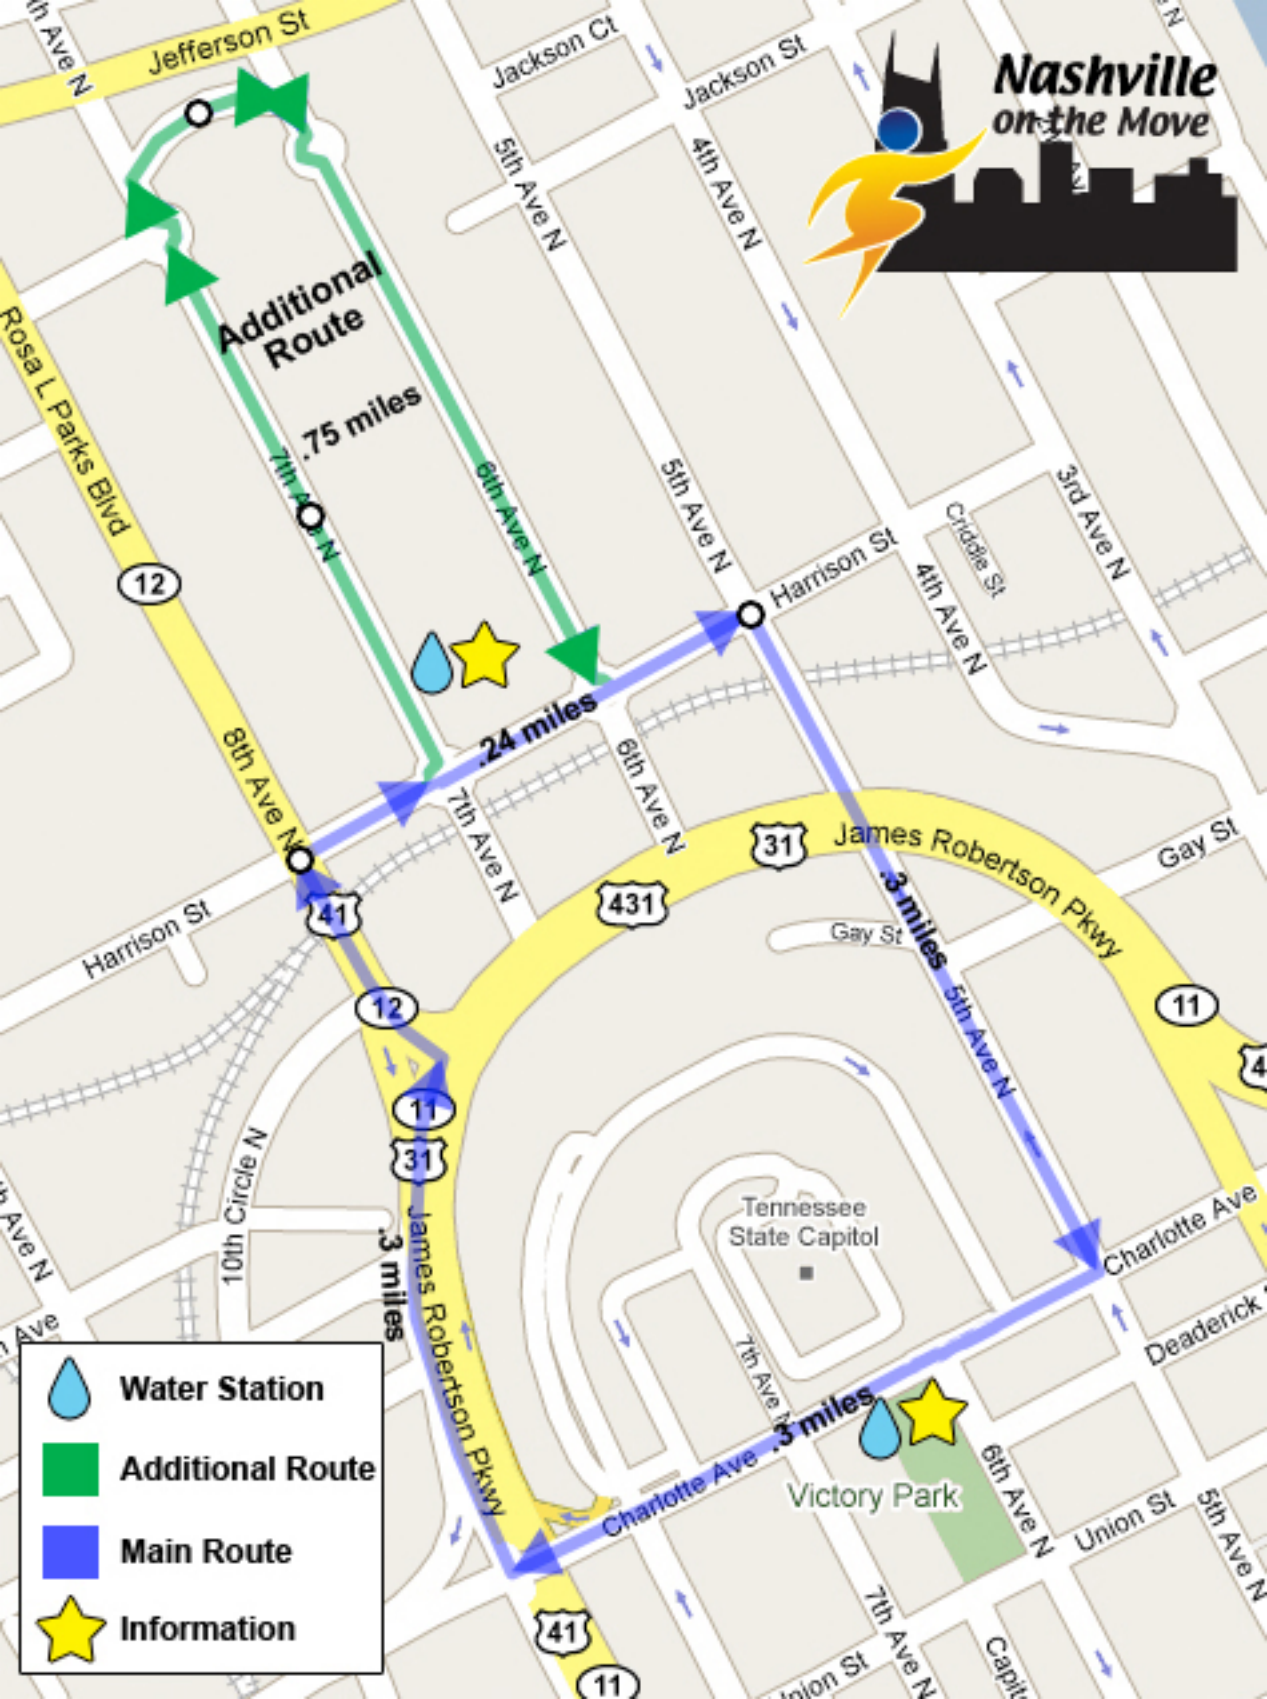 Jefferson St
Jackson Ct
Jackson St
Nashville
on the Move
5th Ave N
4th Ave N
Additional
Route
.75 miles
Rosa L Parks Blvd
7th Ave N
6th Ave N
5th Ave N
Harrison St
Criddle St
3rd Ave N
4th Ave N
12
8th Ave N
.24 miles
7th Ave N
6th Ave N
31
James Robertson Pkwy
Gay St
431
41
Harrison St
.3 miles
Gay St
12
5th Ave N
11
4
11
31
10th Circle N
James Robertson Pkwy
.3 miles
Tennessee
State Capitol
Charlotte Ave
Deaderick
Ave
7th Ave N
.3 miles
Charlotte Ave
Victory Park
6th Ave N
Union St
5th Ave N
7th Ave N
Union St
41
11
Water Station
Additional Route
Main Route
Information